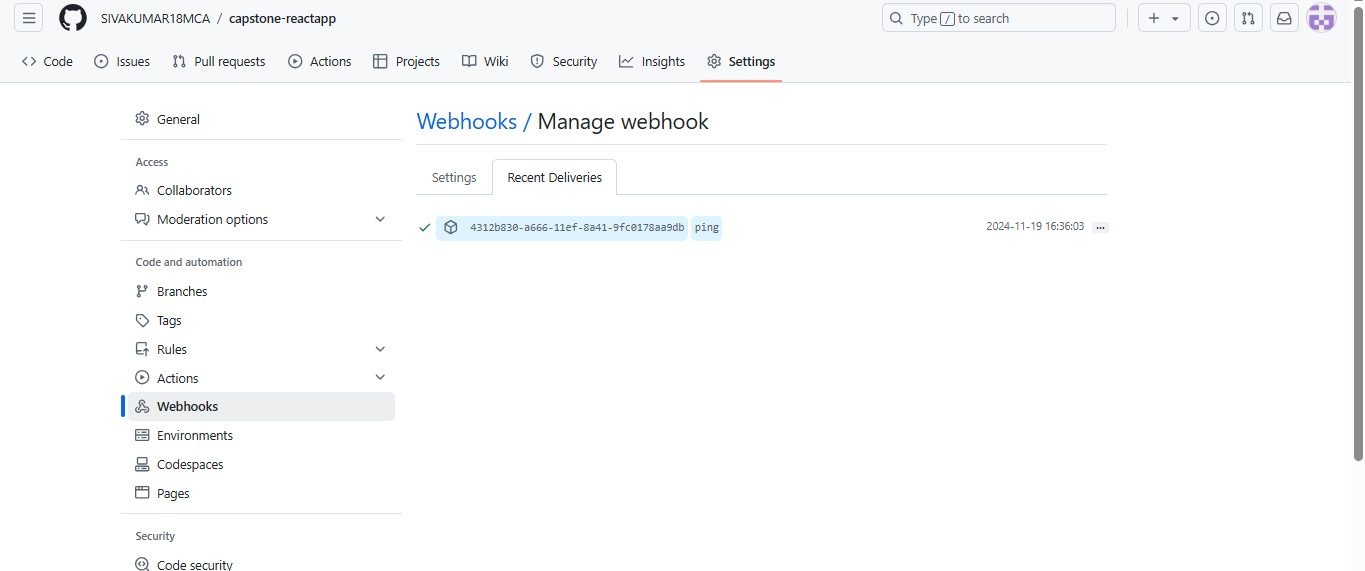 SIVAKUMAR18MCA / capstone-reactapp
Type / to search
Code Issues Pull requests Actions Projects Wiki Security Insights Settings
General
Access
Collaborators
Moderation options
Code and automation
Branches
Tags
Rules
Actions
Webhooks
Environments
Codespaces
Pages
Security
Code security
Webhooks / Manage webhook
Settings Recent Deliveries
4312b830-a666-11ef-8a41-9fc0178aa9db ping 2024-11-19 16:36:03 ...